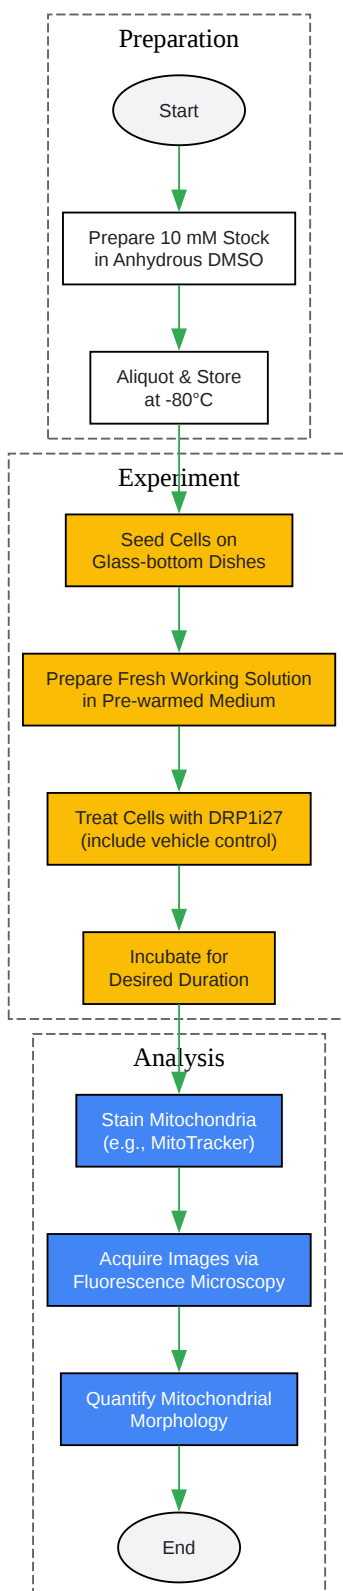 Preparation
Start
Prepare 10 mM Stock
in Anhydrous DMSO
Aliquot & Store
at -80°C
Experiment
Seed Cells on
Glass-bottom Dishes
Prepare Fresh Working Solution
in Pre-warmed Medium
Treat Cells with DRP1i27
(include vehicle control)
Incubate for
Desired Duration
Analysis
Stain Mitochondria
(e.g., MitoTracker)
Acquire Images via
Fluorescence Microscopy
Quantify Mitochondrial
Morphology
End